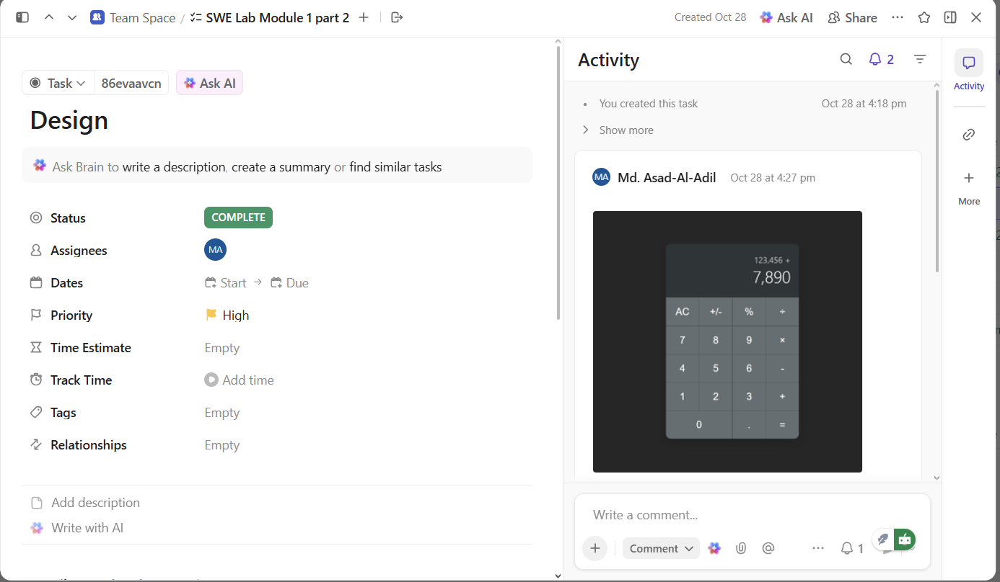 Team Space / SWE Lab Module 1 part 2
Created Oct 28 Ask AI Share
Task 86evaavcn Ask AI
Design
Ask Brain to write a description, create a summary or find similar tasks
Status COMPLETE
Assignees MA
Dates Start → Due
Priority High
Time Estimate Empty
Track Time Add time
Tags Empty
Relationships Empty
Add description
Write with AI
Activity
2
• You created this task Oct 28 at 4:18 pm
Show more
MA Md. Asad-Al-Adil Oct 28 at 4:27 pm
123,456 +
7,890
AC +/- % ÷
7 8 9 ×
4 5 6 -
1 2 3 +
0 . =
Write a comment...
Comment
1
Activity
More